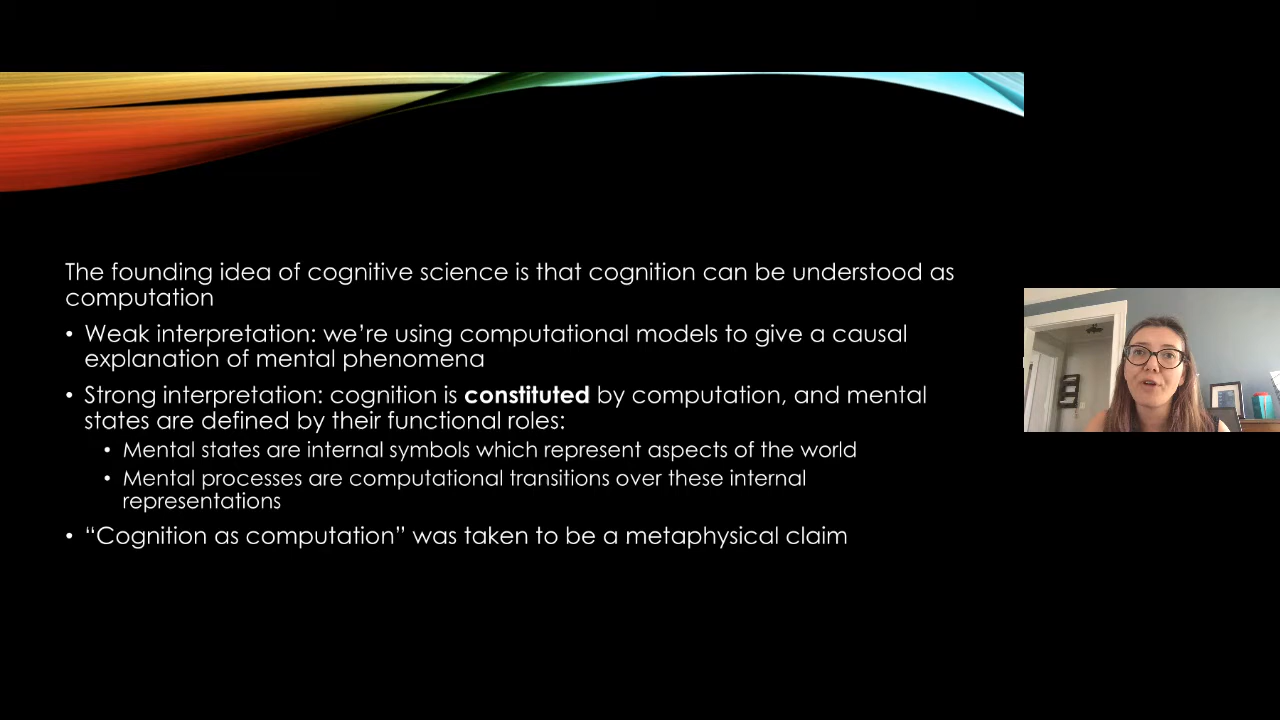 The founding idea of cognitive science is that cognition can be understood as
computation
• Weak interpretation: we’re using computational models to give a causal
explanation of mental phenomena
• Strong interpretation: cognition is constituted by computation, and mental
states are defined by their functional roles:
• Mental states are internal symbols which represent aspects of the world
• Mental processes are computational transitions over these internal
representations
• “Cognition as computation” was taken to be a metaphysical claim